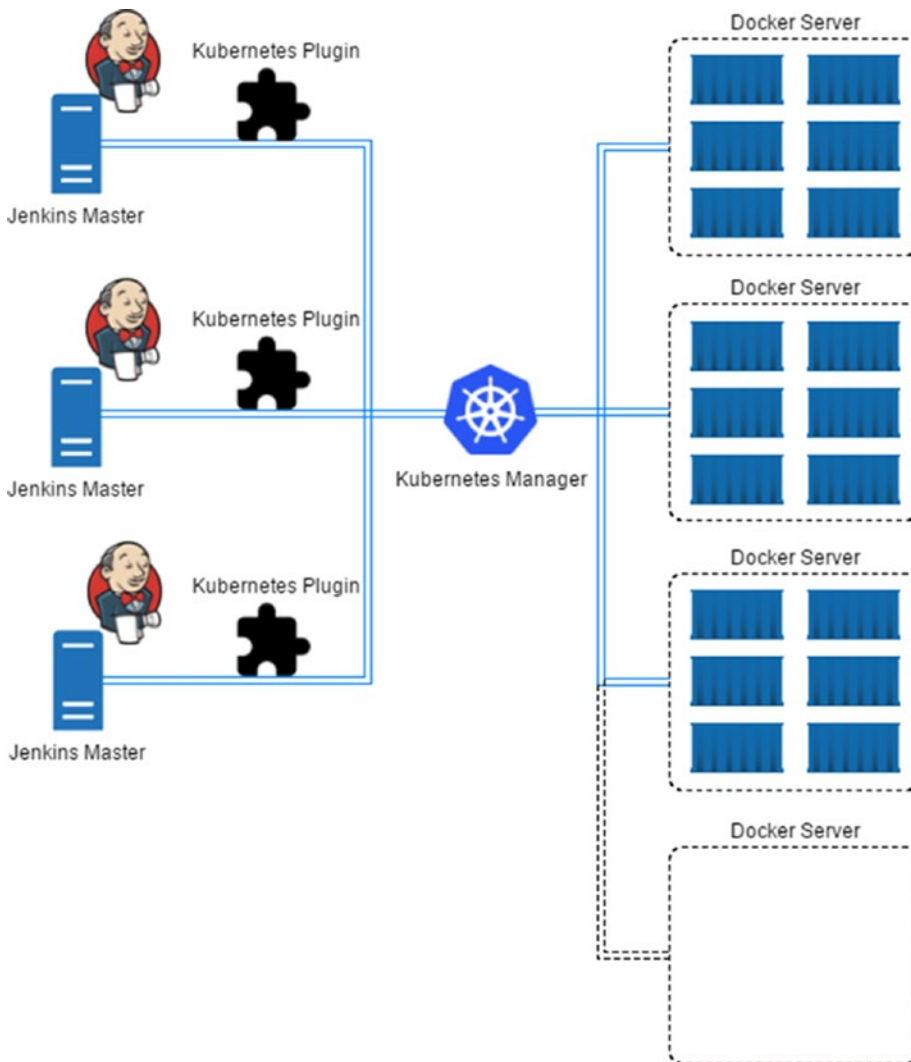 Docker Server
Kubernetes Plugin
Jenkins Master
Docker Server
Kubernetes Plugin
Kubernetes Manager
Jenkins Master
Docker Server
Kubernetes Plugin
Jenkins Master
Docker Server